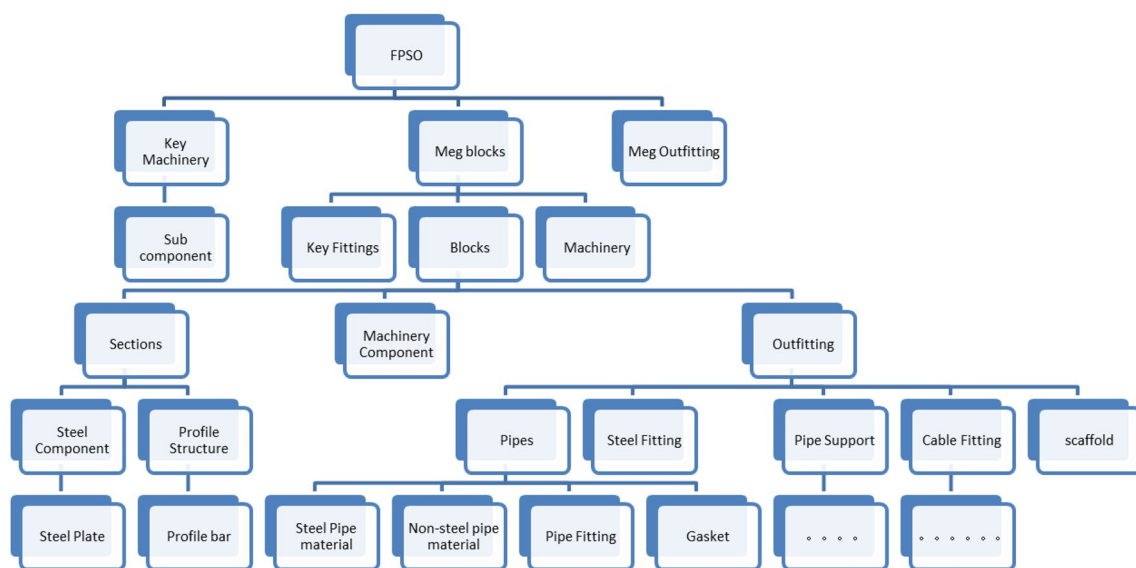 FPSO
Key
Machinery
Meg blocks
Meg Outfitting
Sub
component
Key Fittings
Blocks
Machinery
Sections
Machinery
Component
Outfitting
Steel
Component
Profile
Structure
Pipes
Steel Fitting
Pipe Support
Cable Fitting
scaffold
Steel Plate
Profile bar
Steel Pipe
material
Non-steel pipe
material
Pipe Fitting
Gasket
。。。。
。。。。。。